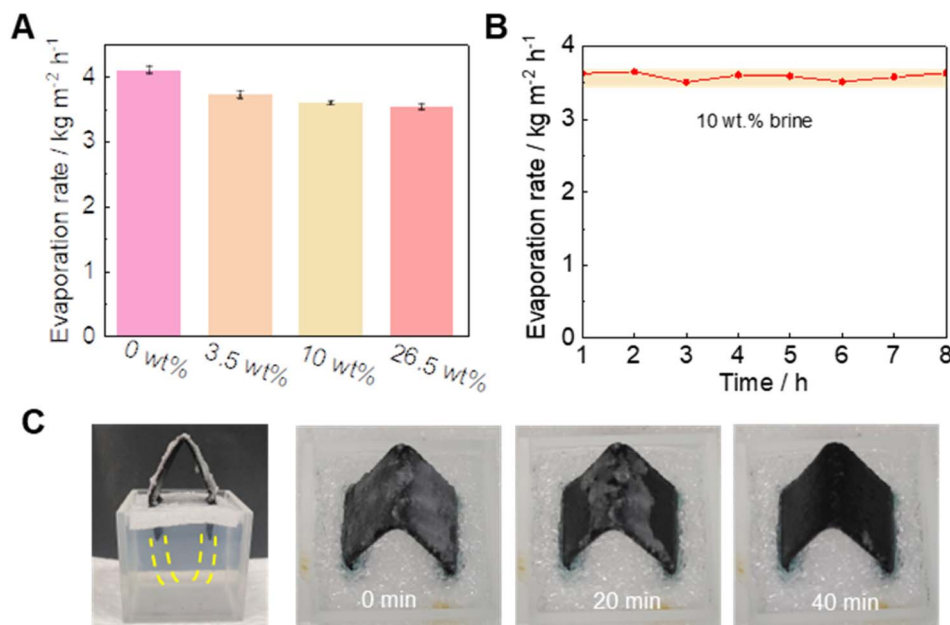 A
Evaporation rate / kg m⁻² h⁻¹
4
3
2
1
0
0 wt%
3.5 wt%
10 wt%
26.5 wt%
B
Evaporation rate / kg m⁻² h⁻¹
4
3
2
1
0
10 wt.% brine
1 2 3 4 5 6 7 8
Time / h
C
0 min
20 min
40 min